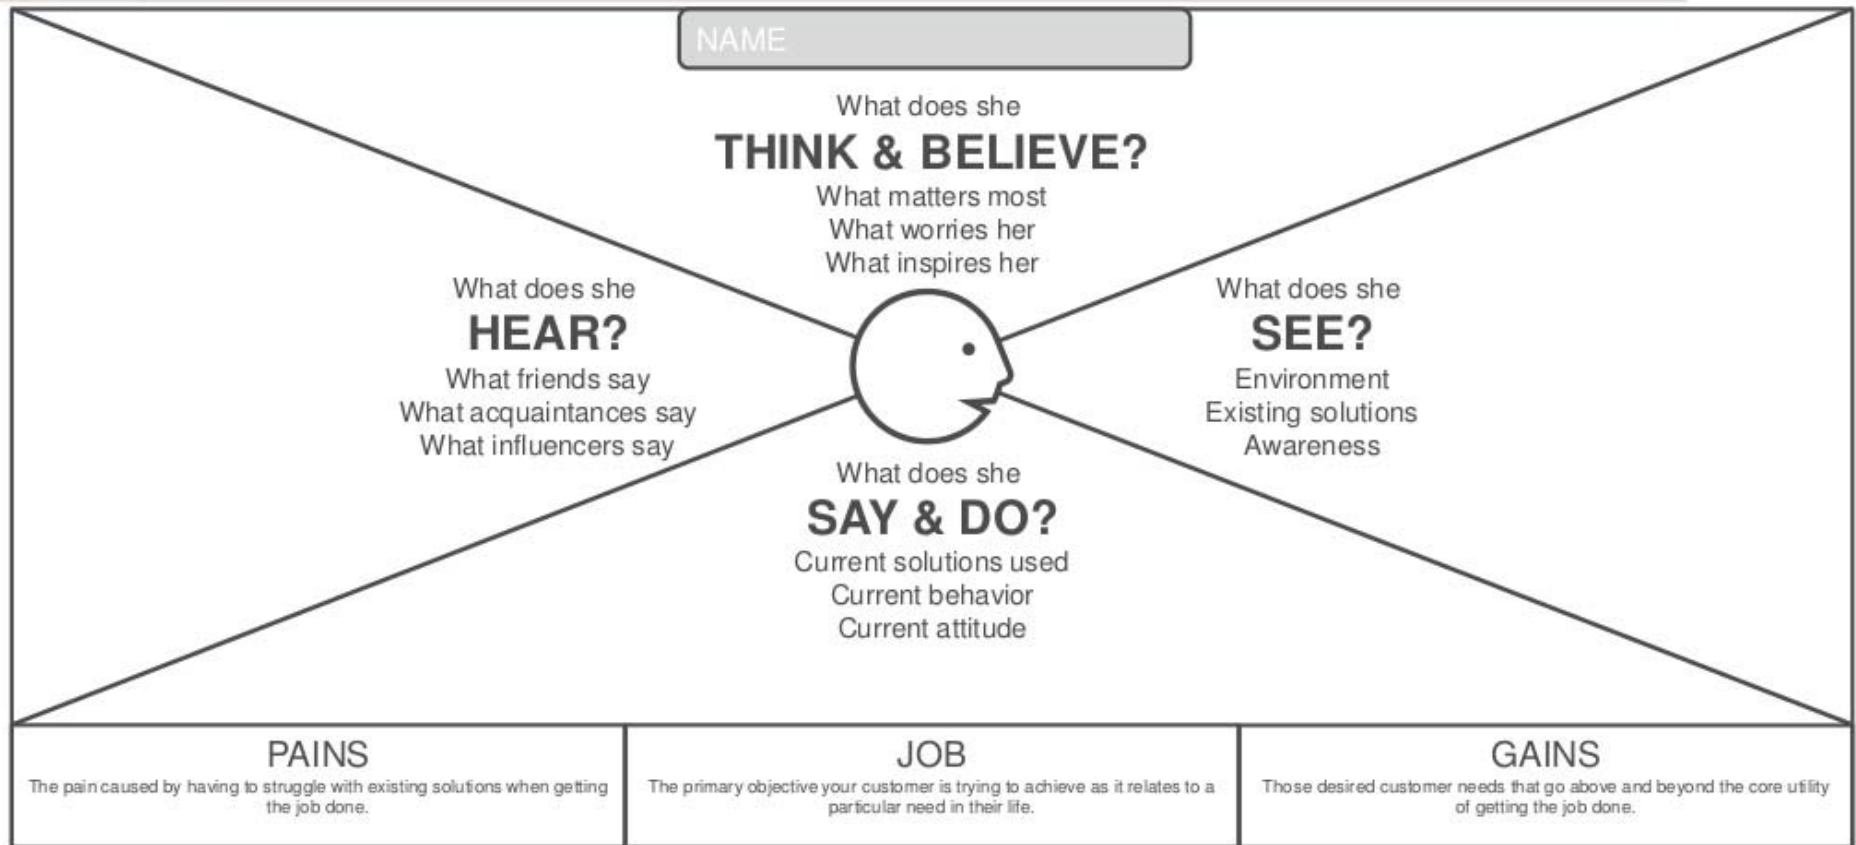 NAME
What does she
THINK & BELIEVE?
What matters most
What worries her
What inspires her
What does she
HEAR?
What friends say
What acquaintances say
What influencers say
What does she
SEE?
Environment
Existing solutions
Awareness
What does she
SAY & DO?
Current solutions used
Current behavior
Current attitude
PAINS
The pain caused by having to struggle with existing solutions when getting
the job done.
JOB
The primary objective your customer is trying to achieve as it relates to a
particular need in their life.
GAINS
Those desired customer needs that go above and beyond the core utility
of getting the job done.